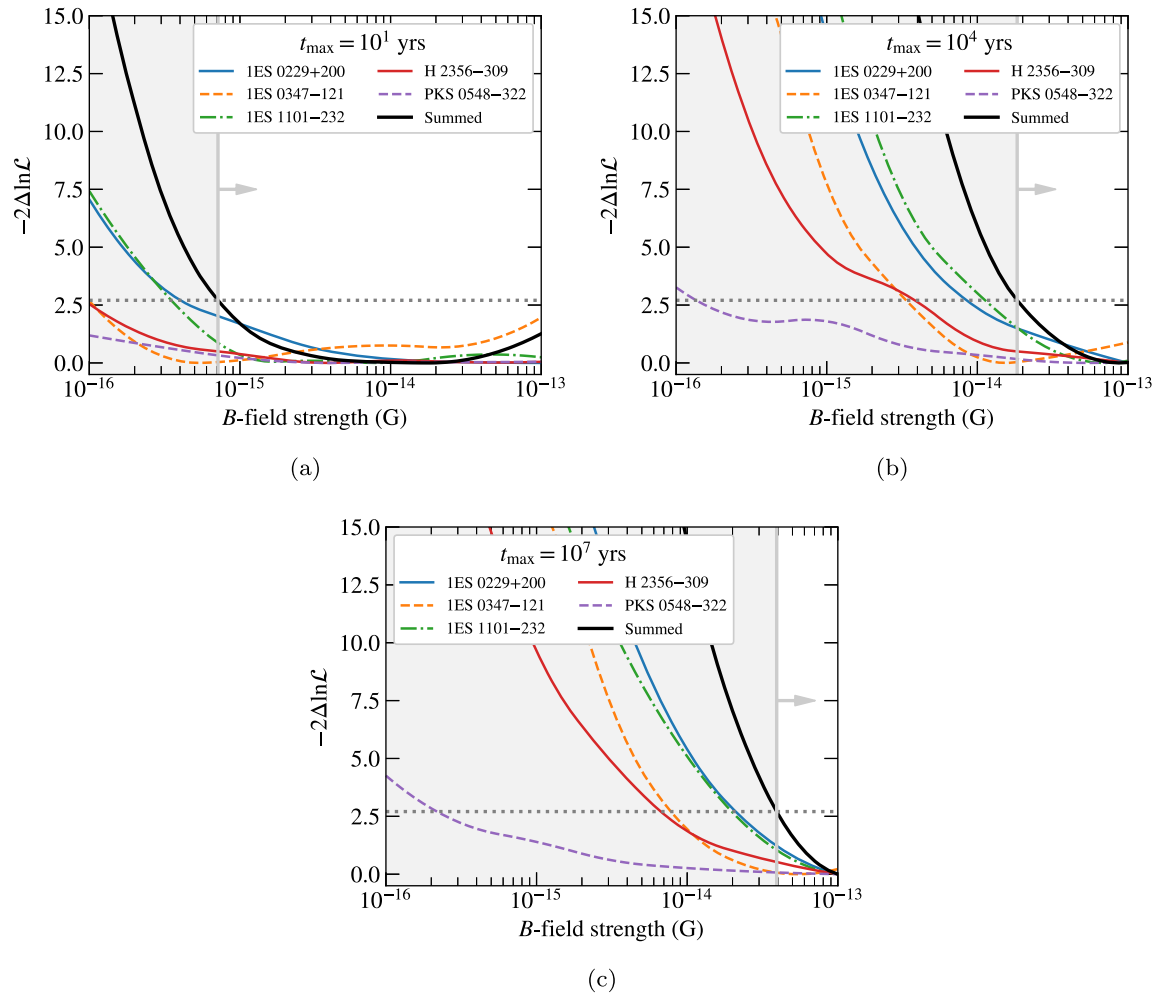 15.0
12.5
10.0
7.5
5.0
2.5
0.0
−2Δln𝓛
t_max = 10^1 yrs
1ES 0229+200
1ES 0347−121
1ES 1101−232
H 2356−309
PKS 0548−322
Summed
10^−16
10^−15
10^−14
10^−13
B-field strength (G)
(a)
15.0
12.5
10.0
7.5
5.0
2.5
0.0
−2Δln𝓛
t_max = 10^4 yrs
1ES 0229+200
1ES 0347−121
1ES 1101−232
H 2356−309
PKS 0548−322
Summed
10^−16
10^−15
10^−14
10^−13
B-field strength (G)
(b)
15.0
12.5
10.0
7.5
5.0
2.5
0.0
−2Δln𝓛
t_max = 10^7 yrs
1ES 0229+200
1ES 0347−121
1ES 1101−232
H 2356−309
PKS 0548−322
Summed
10^−16
10^−15
10^−14
10^−13
B-field strength (G)
(c)